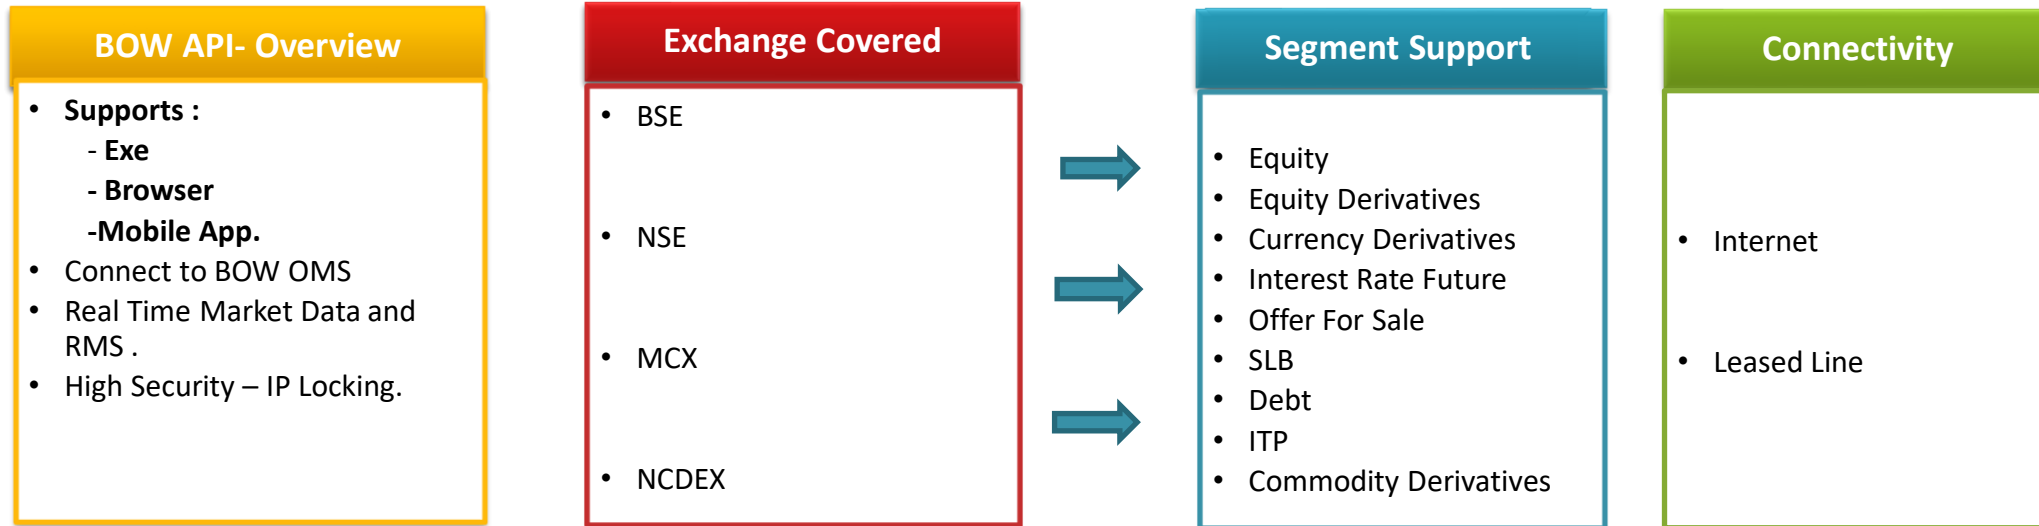 BOW API- Overview
• Supports :
- Exe
- Browser
-Mobile App.
• Connect to BOW OMS
• Real Time Market Data and
RMS .
• High Security – IP Locking.
Exchange Covered
• BSE
• NSE
• MCX
• NCDEX
Segment Support
• Equity
• Equity Derivatives
• Currency Derivatives
• Interest Rate Future
• Offer For Sale
• SLB
• Debt
• ITP
• Commodity Derivatives
Connectivity
• Internet
• Leased Line